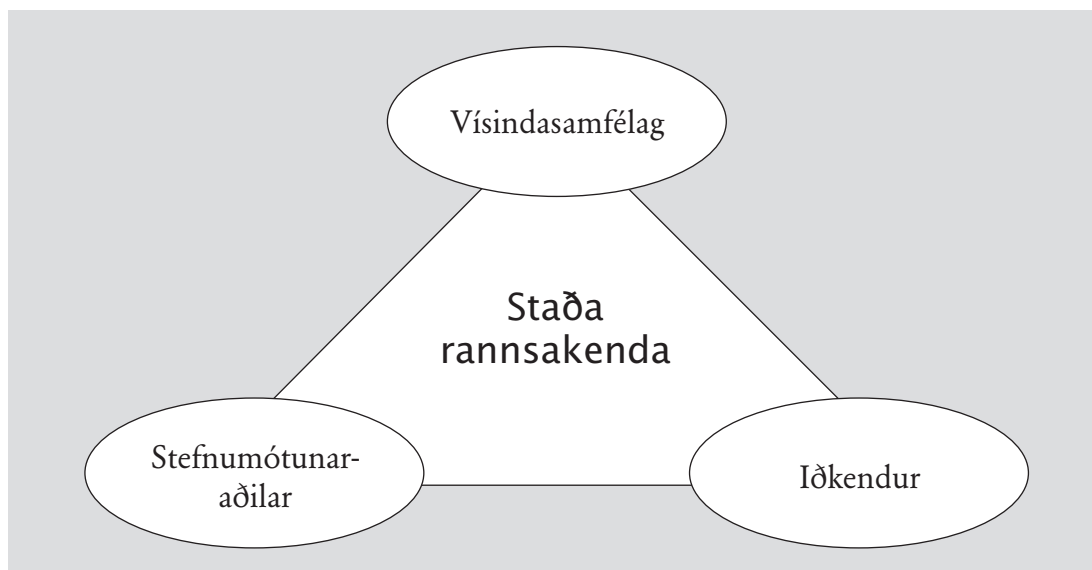 Vísindasamfélag
Staða
rannsakenda
Stefnumótunar-
aðilar
Iðkendur